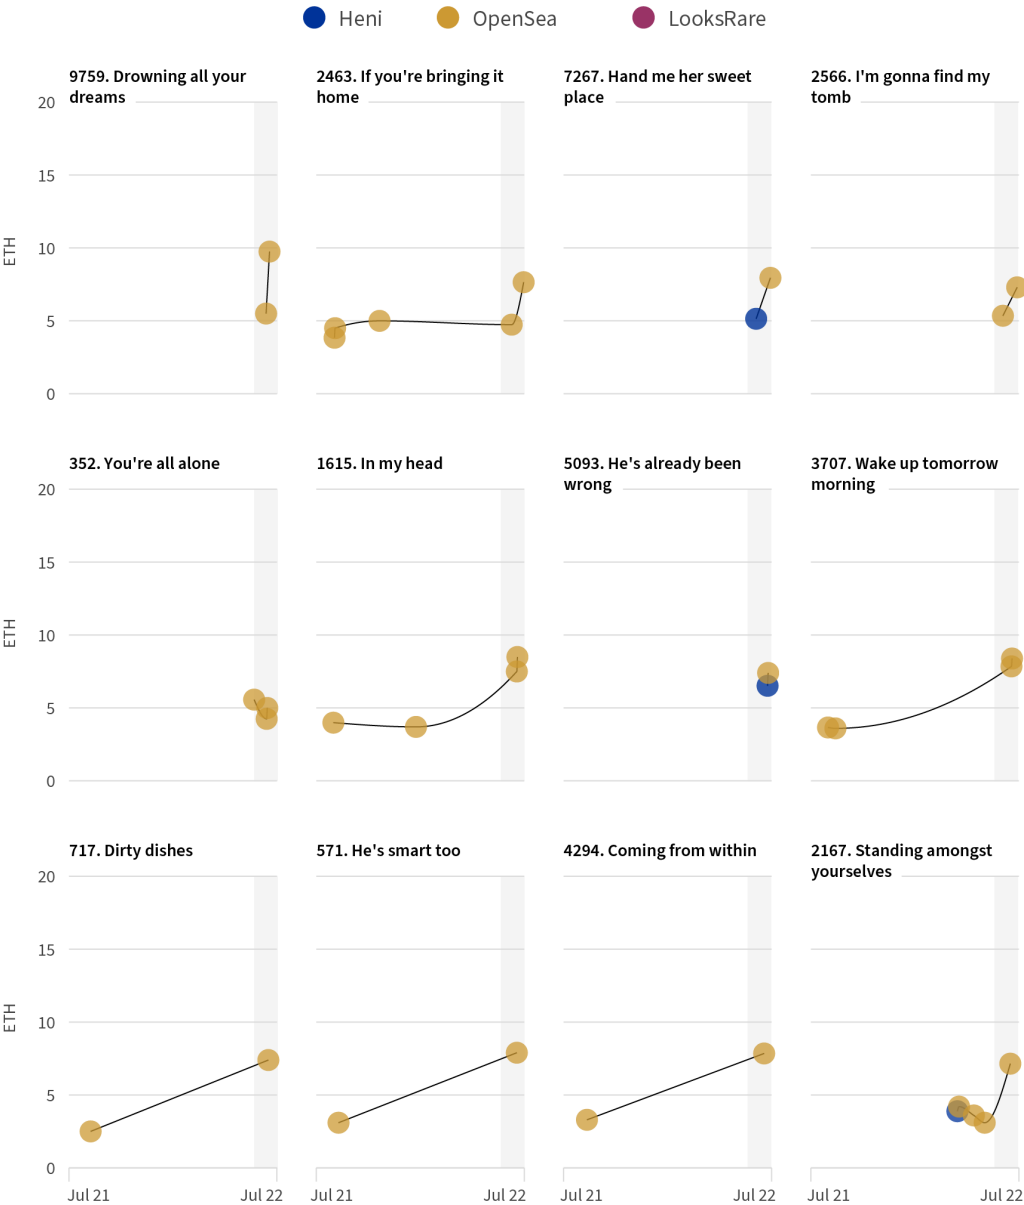 Heni OpenSea LooksRare
9759. Drowning all your
dreams
2463. If you're bringing it
home
7267. Hand me her sweet
place
2566. I'm gonna find my
tomb
20
15
10
5
0
ETH
352. You're all alone
1615. In my head
5093. He's already been
wrong
3707. Wake up tomorrow
morning
20
15
10
5
0
ETH
717. Dirty dishes
571. He's smart too
4294. Coming from within
2167. Standing amongst
yourselves
20
15
10
5
0
ETH
Jul 21 Jul 22 Jul 21 Jul 22 Jul 21 Jul 22 Jul 21 Jul 22